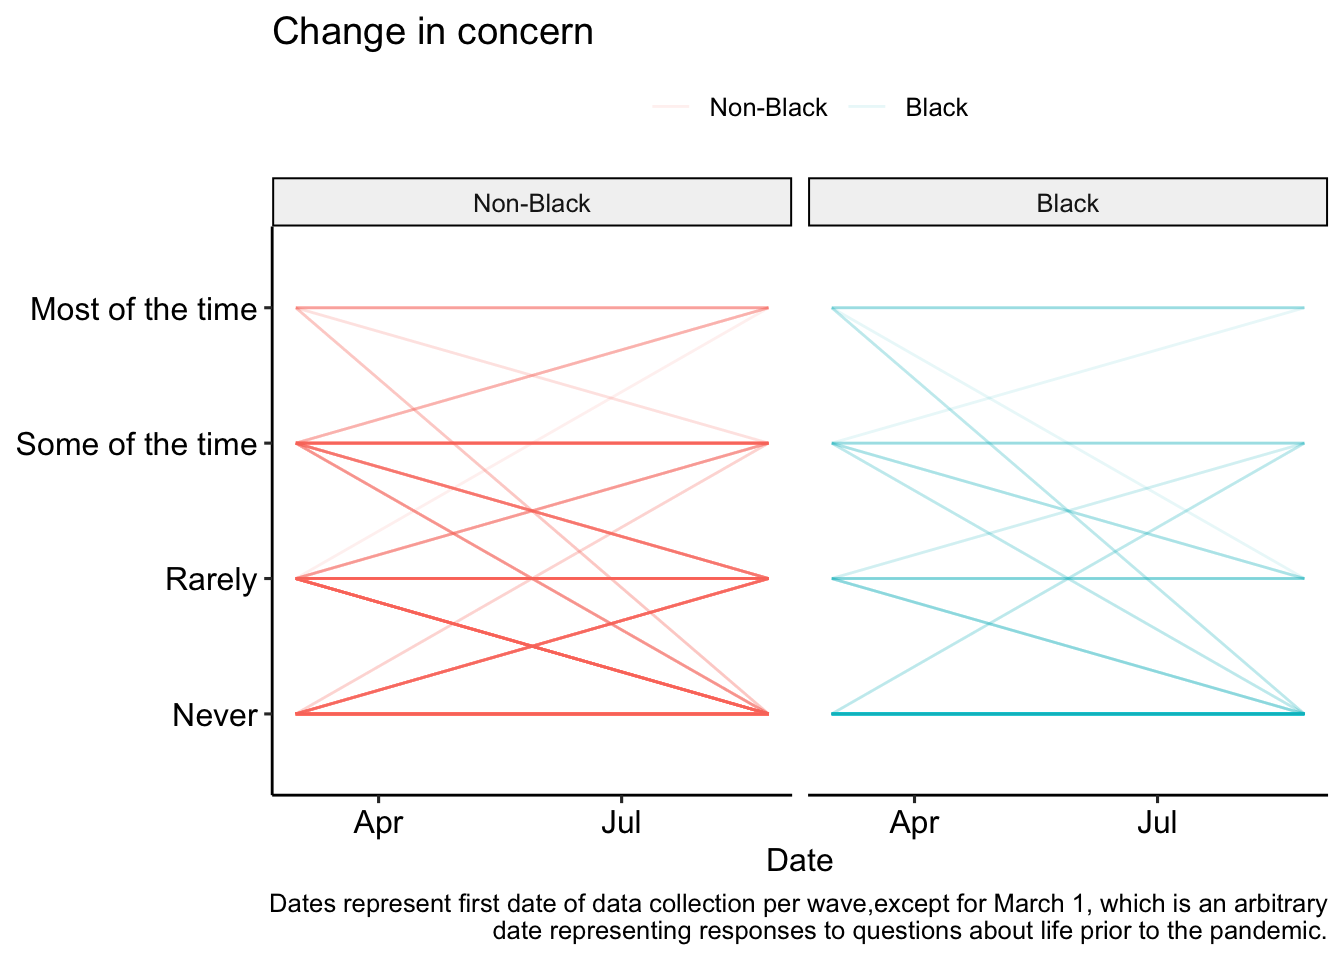 Change in concern
Non-Black Black
Non-Black
Black
Most of the time
Some of the time
Rarely
Never
Apr Jul
Apr Jul
Date
Dates represent first date of data collection per wave,except for March 1, which is an arbitrary
date representing responses to questions about life prior to the pandemic.